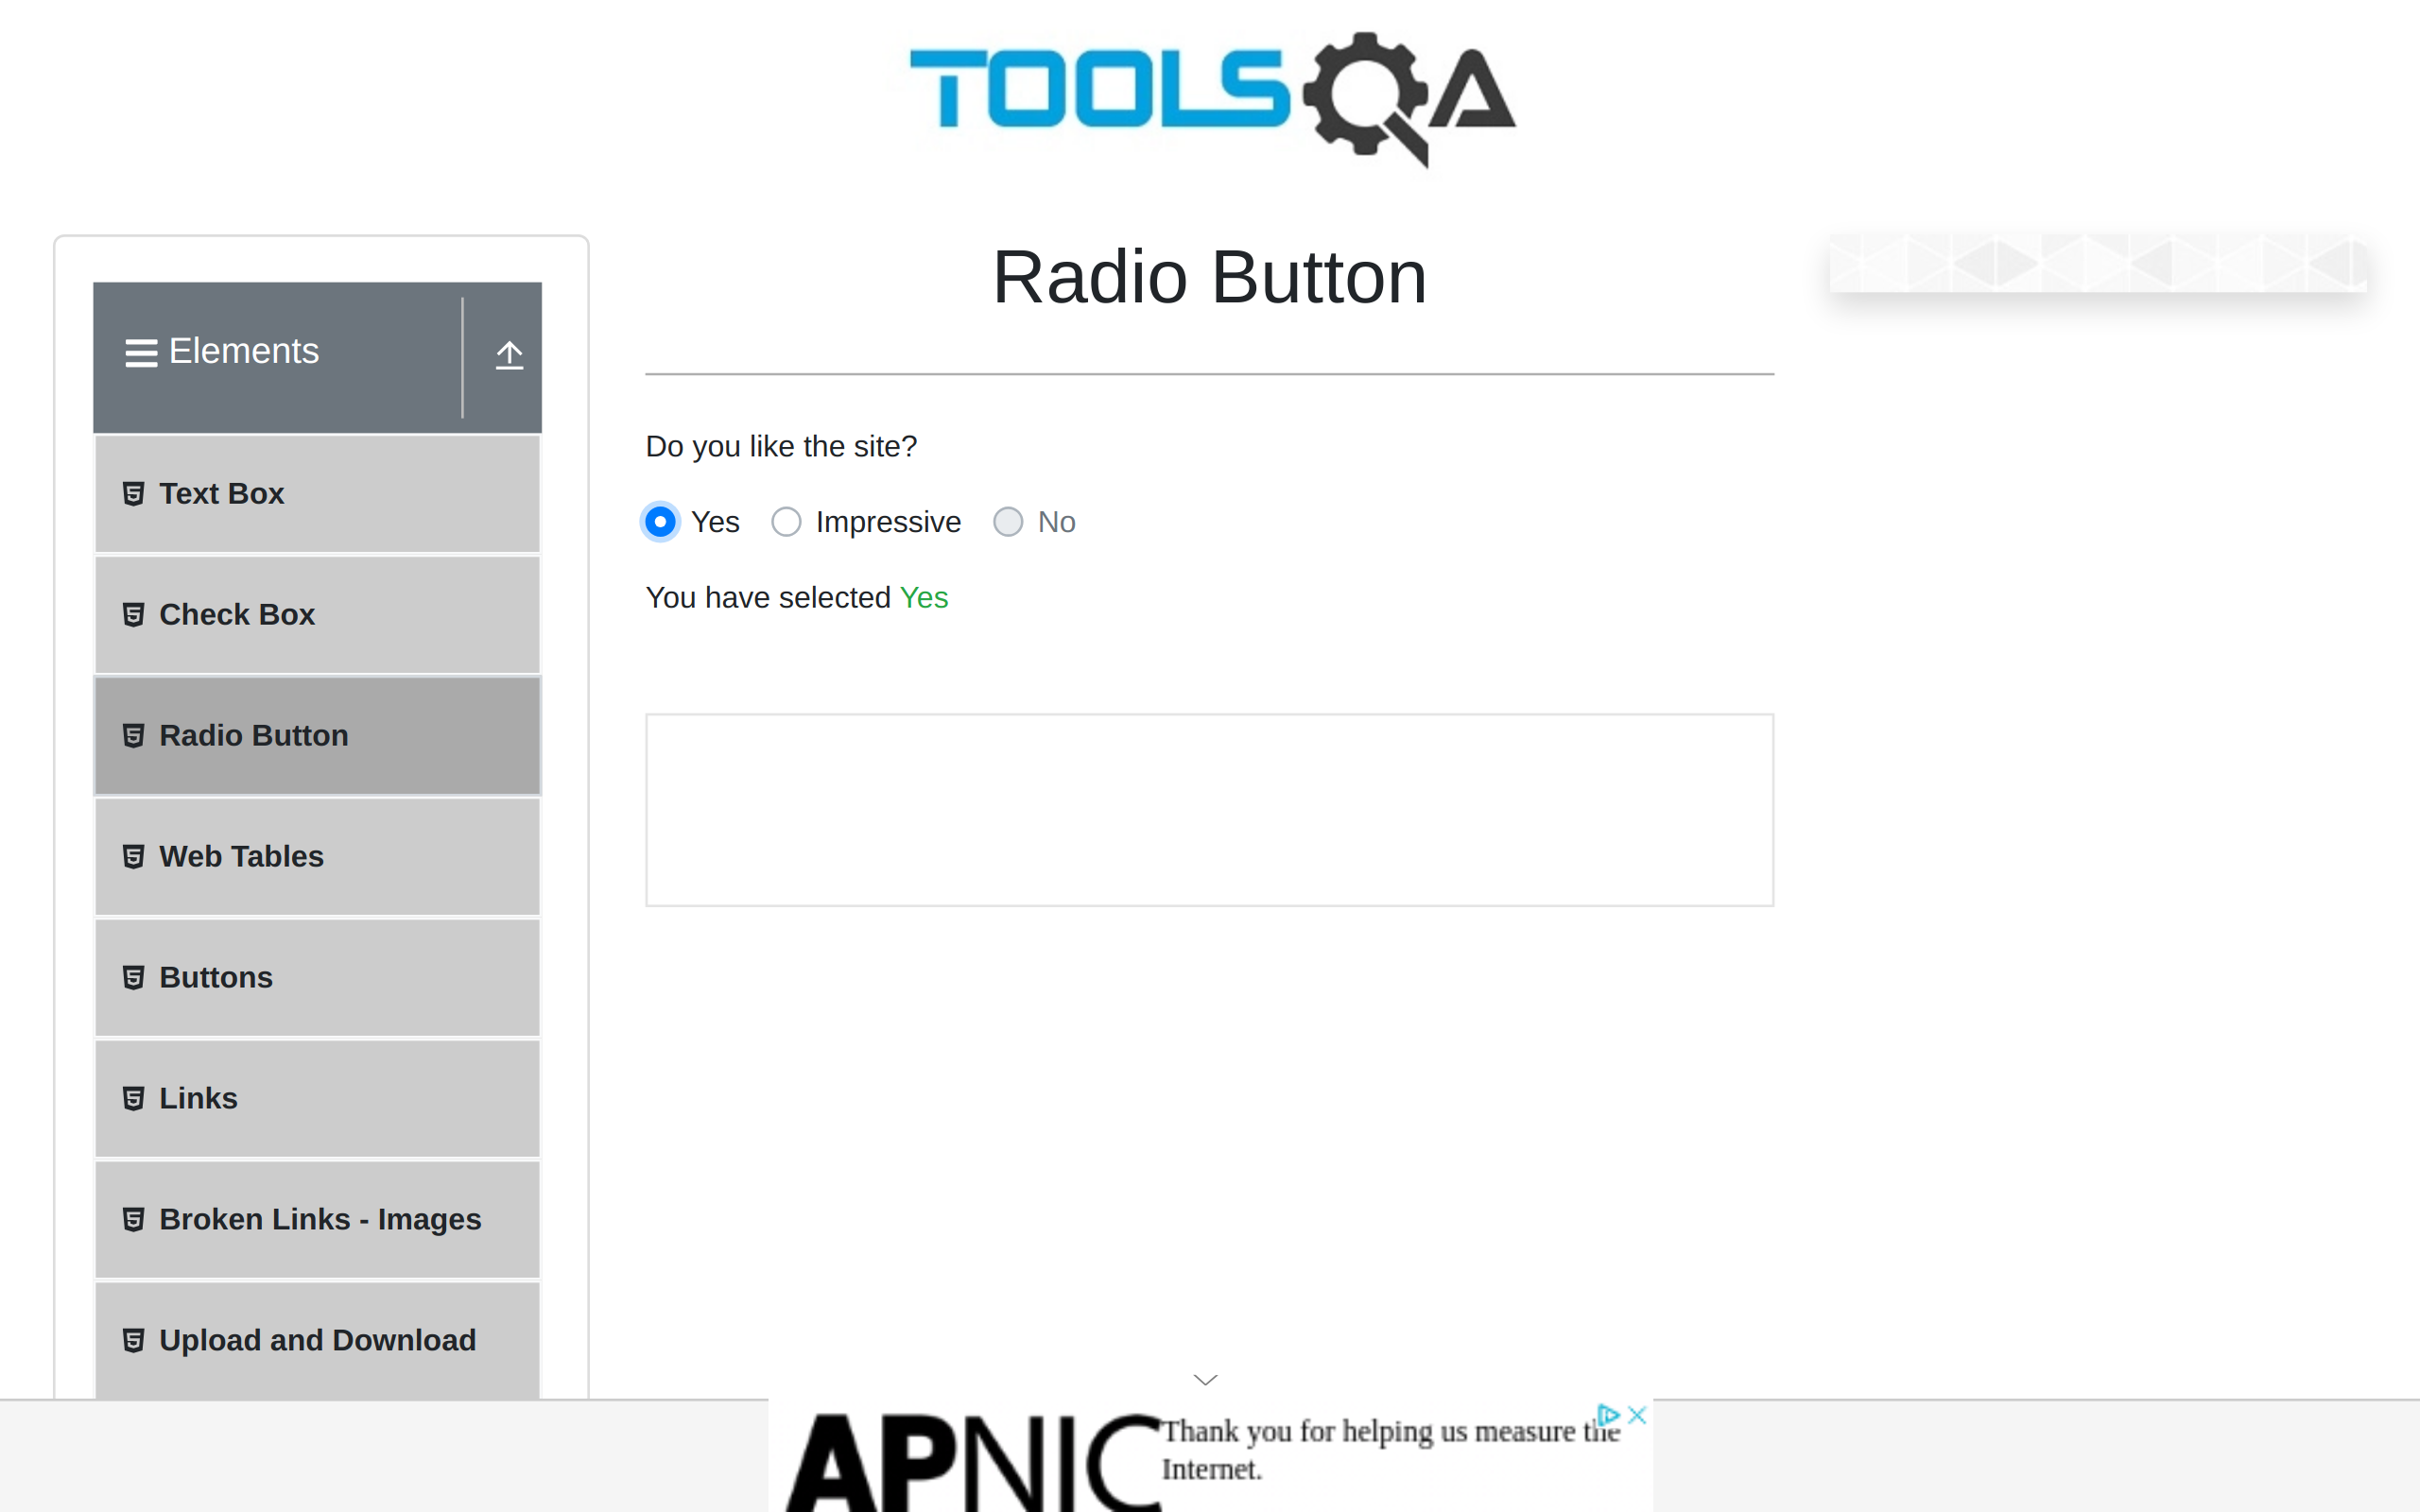 TOOLSQA
Radio Button
Elements
Do you like the site?
Text Box
Yes Impressive No
You have selected Yes
Check Box
Radio Button
Web Tables
Buttons
Links
Broken Links - Images
Upload and Download
APNIC
Thank you for helping us measure the
Internet.